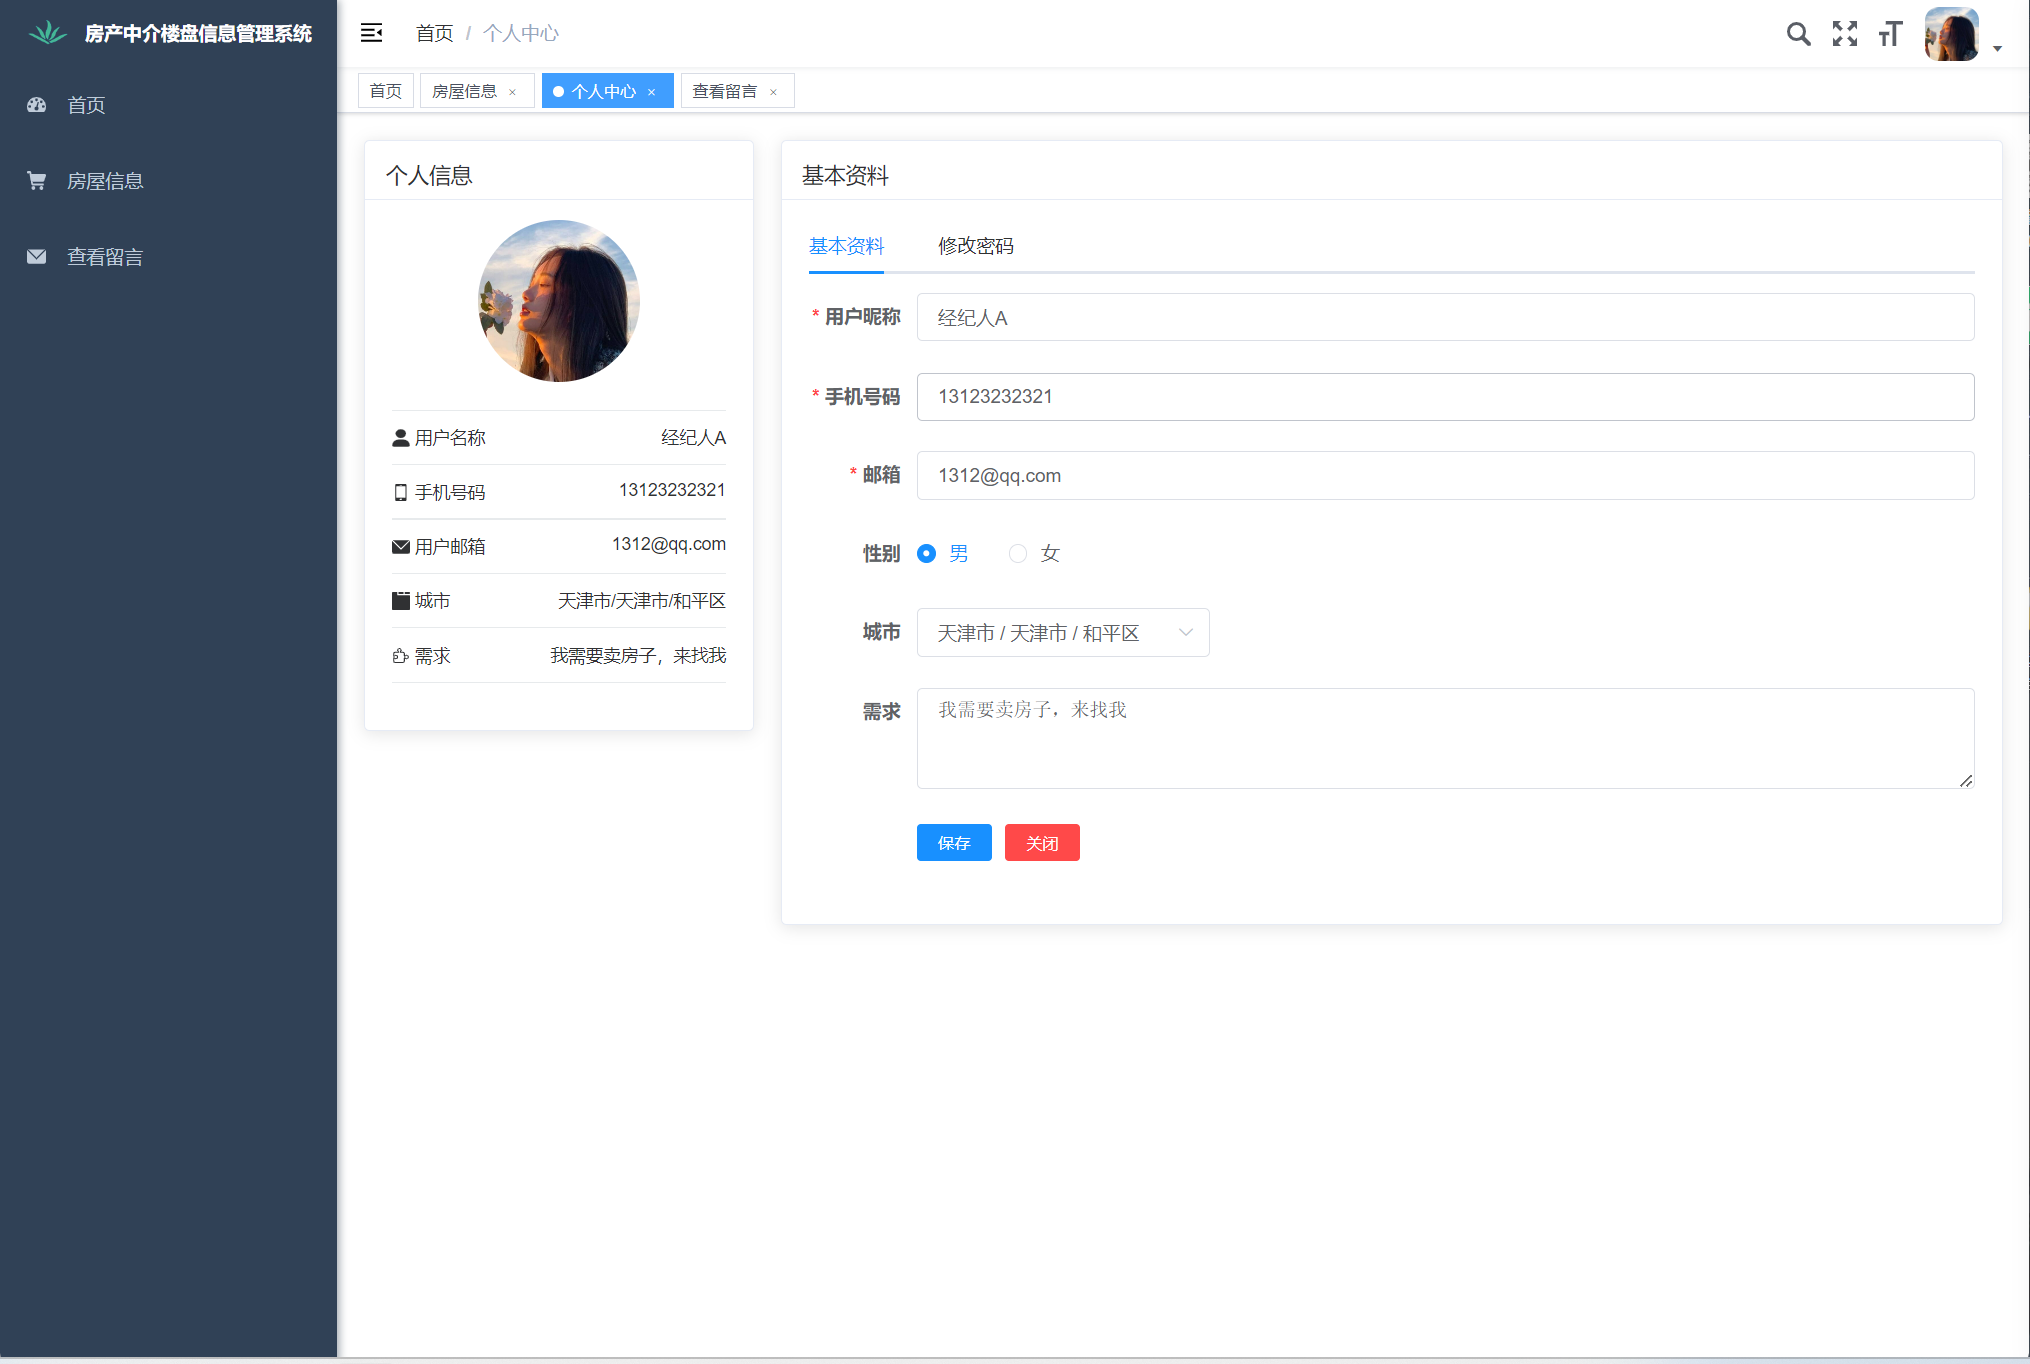 房产中介楼盘信息管理系统
首页
房屋信息
查看留言
首页 / 个人中心
首页 房屋信息 × 个人中心 × 查看留言 ×
个人信息
用户名称 经纪人A
手机号码 13123232321
用户邮箱 1312@qq.com
城市 天津市/天津市/和平区
需求 我需要卖房子，来找我
基本资料
基本资料 修改密码
* 用户昵称 经纪人A
* 手机号码 13123232321
* 邮箱 1312@qq.com
性别 男 女
城市 天津市 / 天津市 / 和平区
需求 我需要卖房子，来找我
保存 关闭